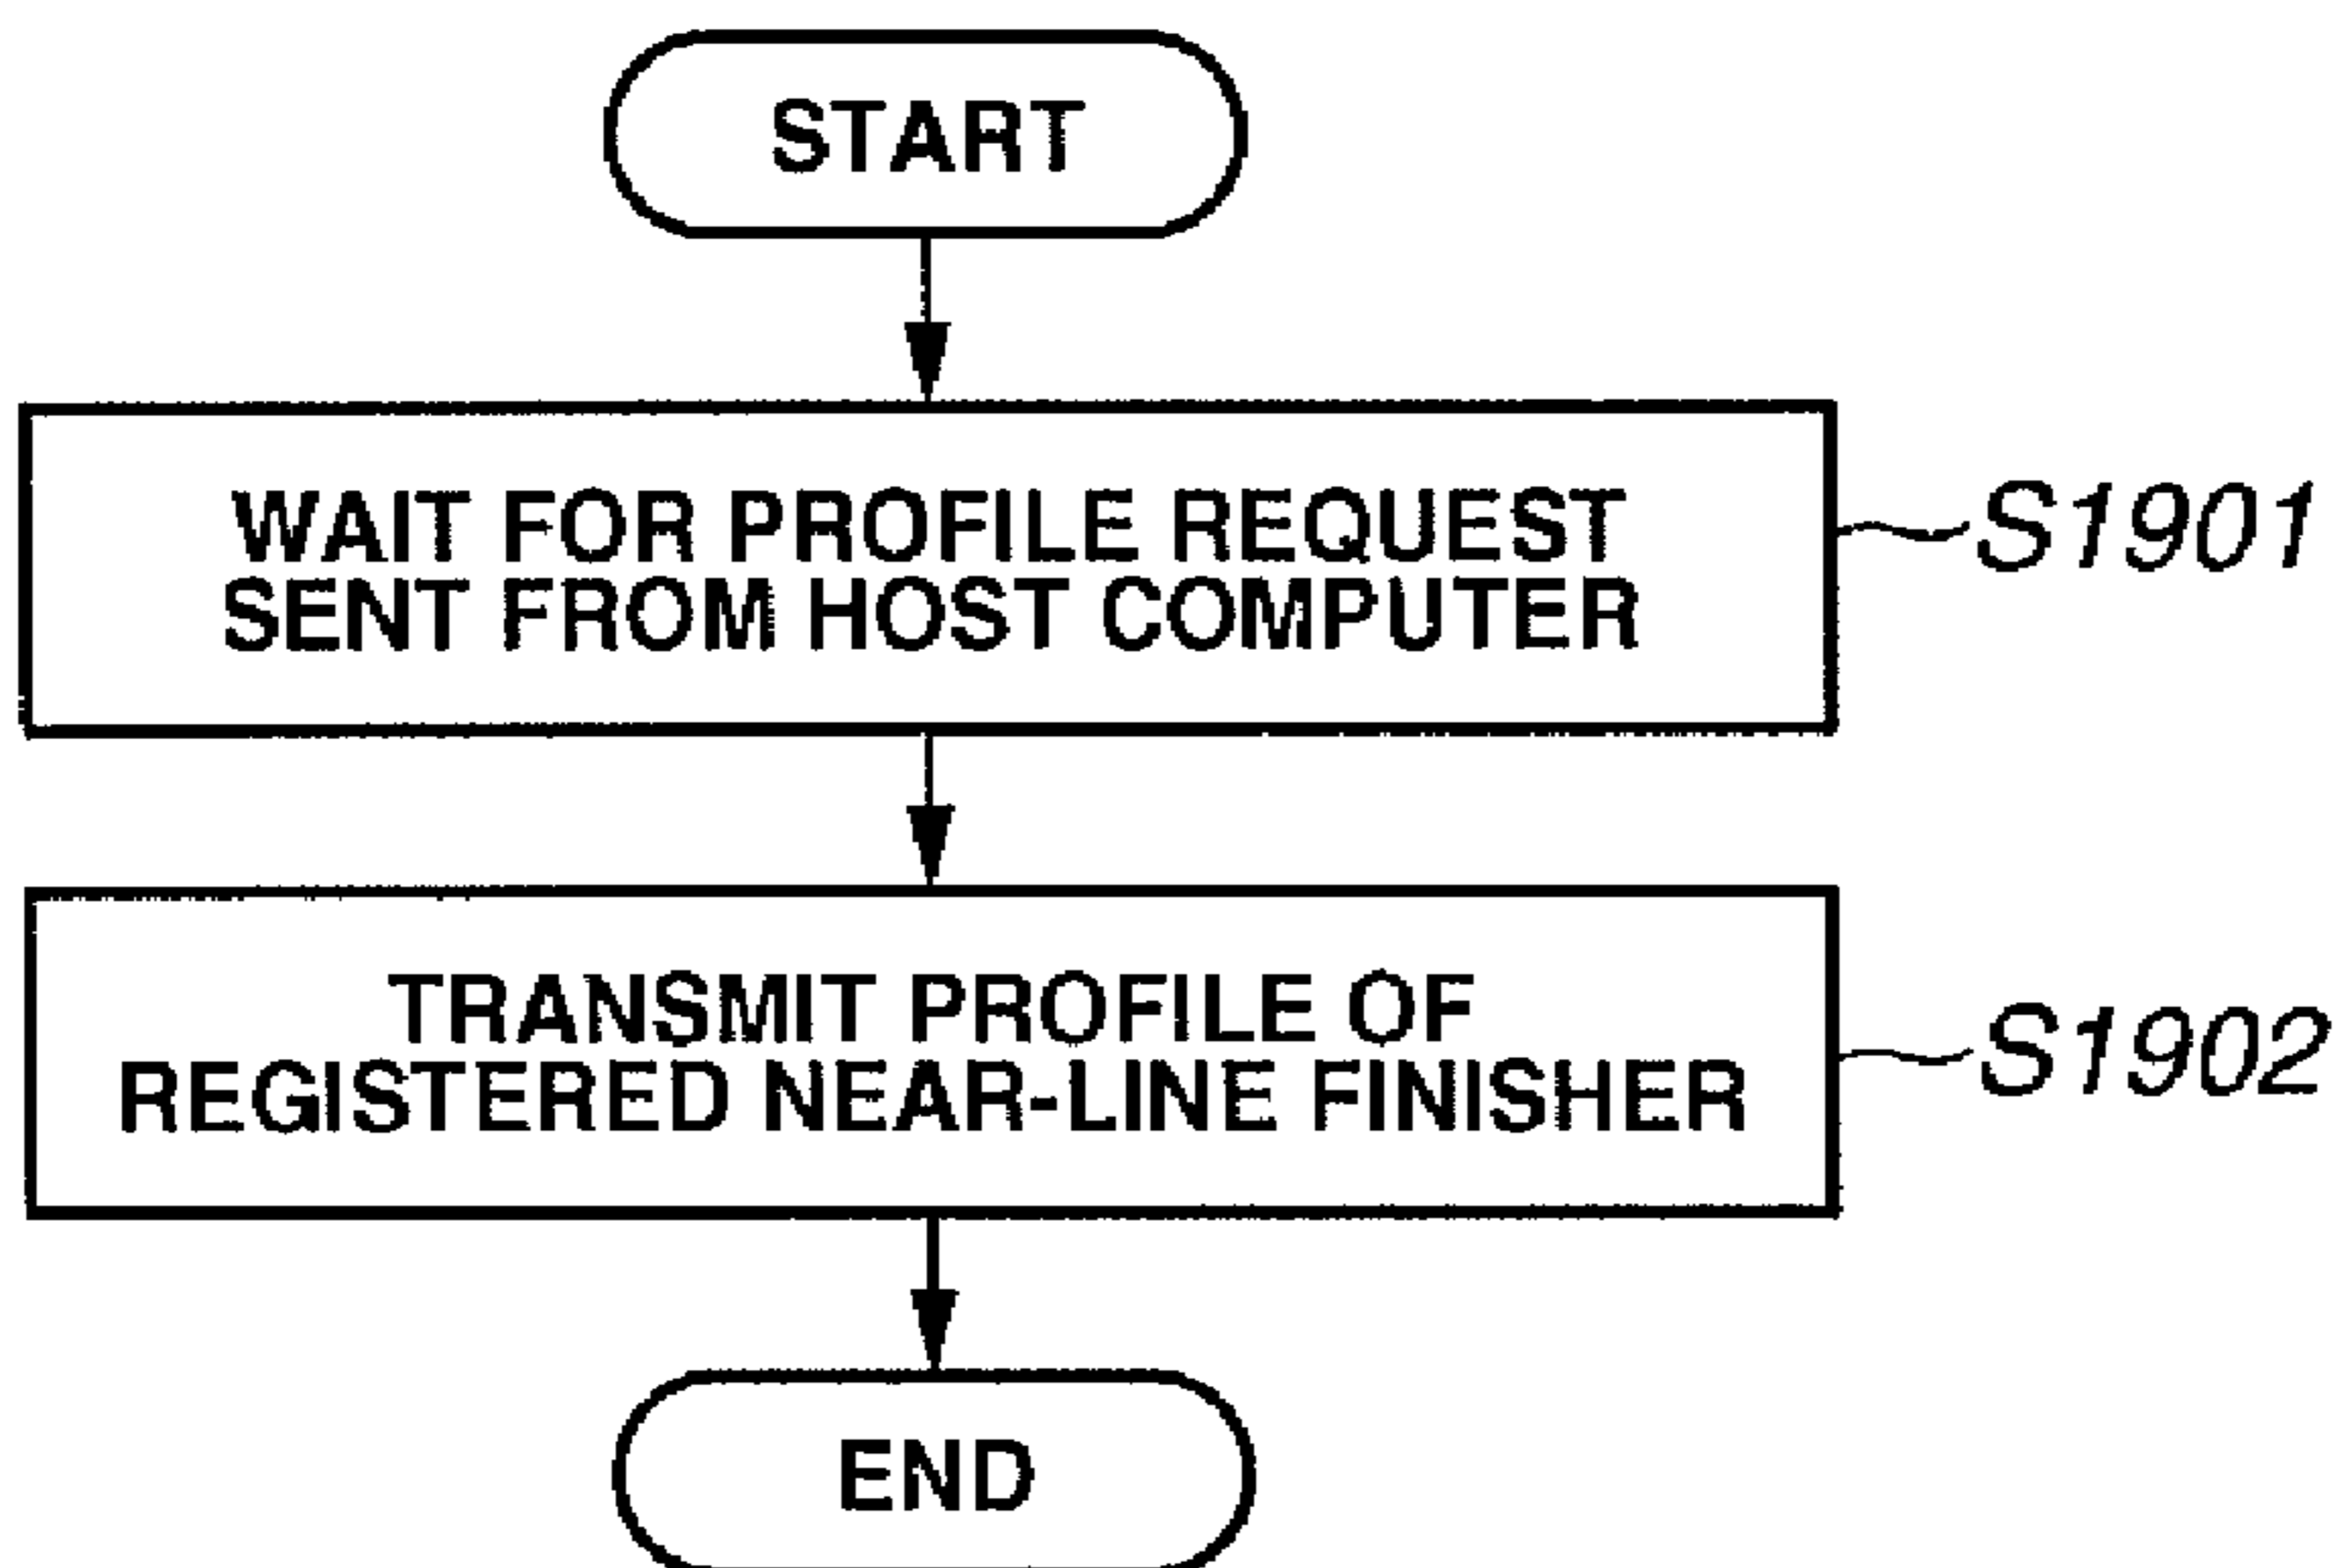 START
WAIT FOR PROFILE REQUEST
SENT FROM HOST COMPUTER
S1901
TRANSMIT PROFILE OF
REGISTERED NEAR-LINE FINISHER
S1902
END